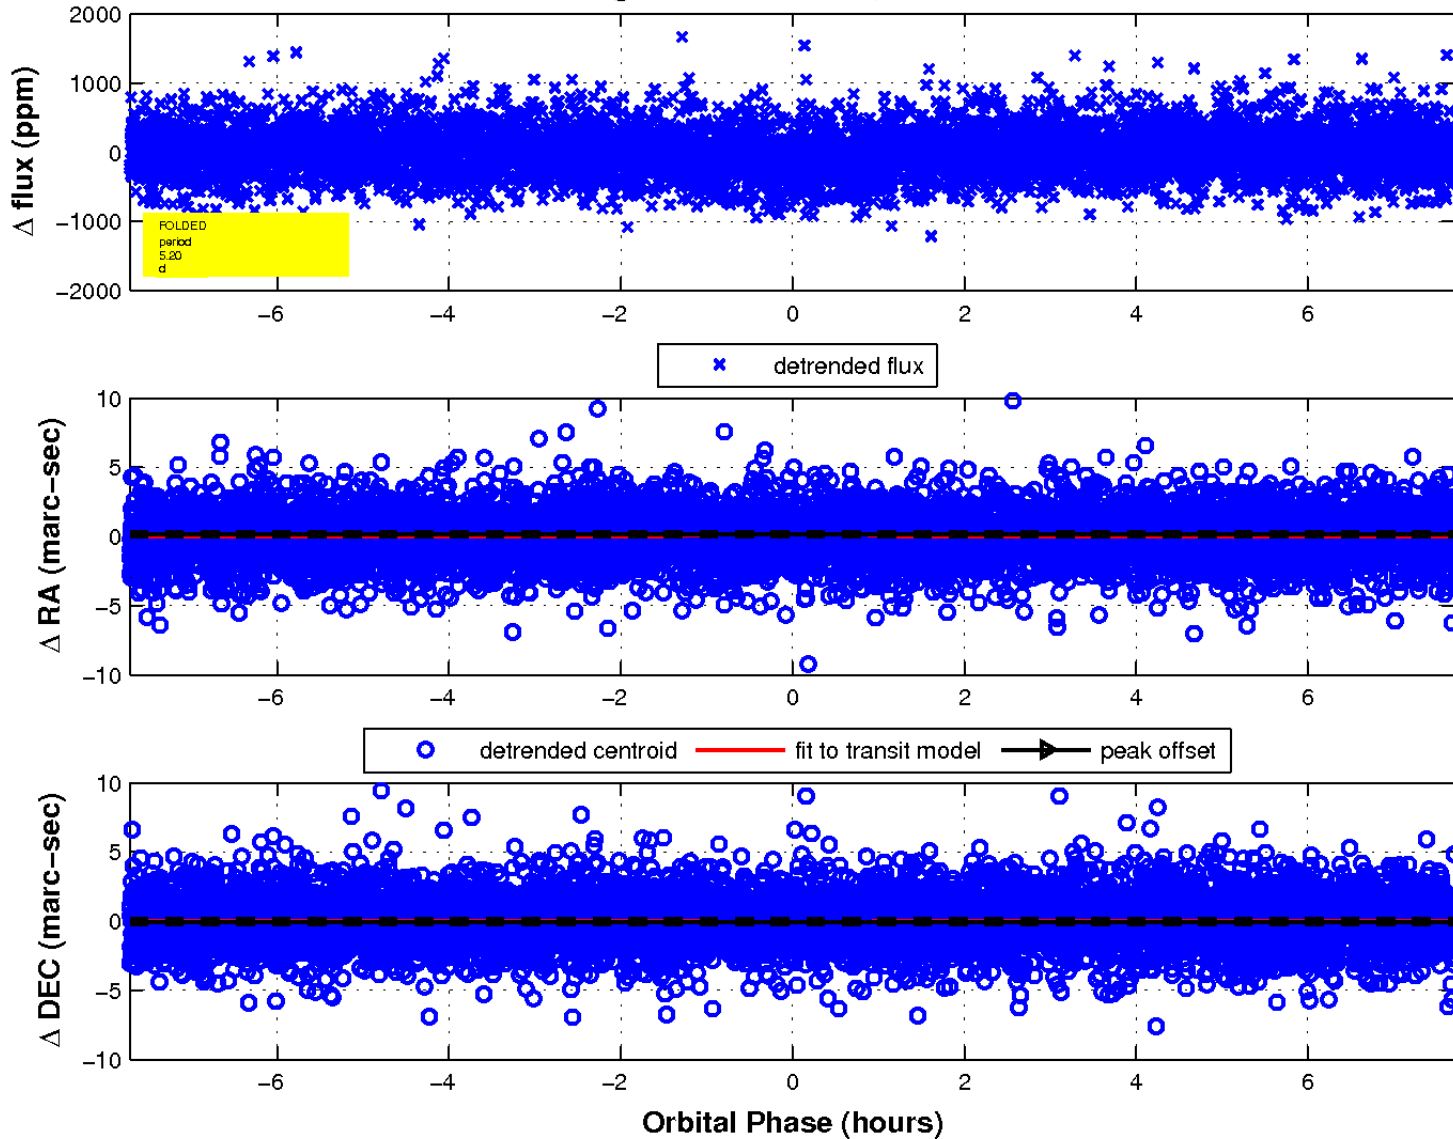 2000
1000
0
−1000
−2000
Δ flux (ppm)
FOLDED
period
5.20
d
−6 −4 −2 0 2 4 6
detrended flux
10
5
0
−5
−10
Δ RA (marc−sec)
−6 −4 −2 0 2 4 6
detrended centroid fit to transit model peak offset
10
5
0
−5
−10
Δ DEC (marc−sec)
−6 −4 −2 0 2 4 6
Orbital Phase (hours)